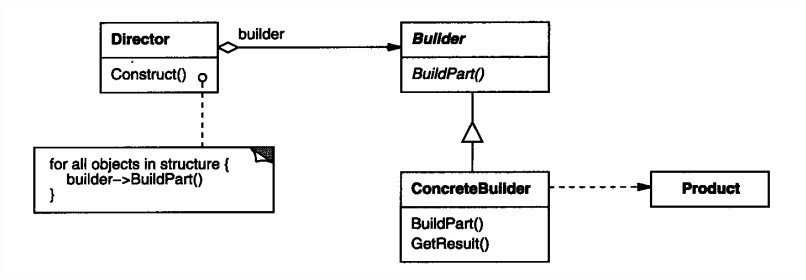 Director
builder
Builder
Construct()
BuildPart()
for all objects in structure {
builder->BuildPart()
}
ConcreteBuilder
Product
BuildPart()
GetResult()